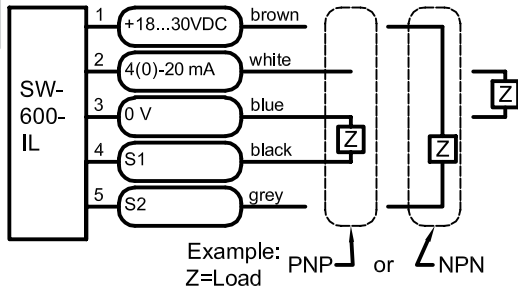 SW-
600-
IL
1 +18...30VDC brown
2 4(0)-20 mA white
3 0 V blue
4 S1 black
5 S2 grey
Z
Z
Z
Example:
Z=Load
PNP or NPN